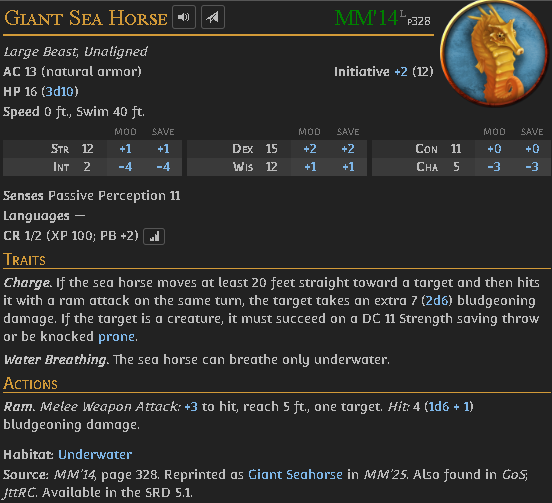 GIANT SEA HORSE MM'14 L p328
Large Beast, Unaligned
AC 13 (natural armor) Initiative +2 (12)
HP 16 (3d10)
Speed 0 ft., Swim 40 ft.
MOD SAVE MOD SAVE MOD SAVE
STR 12 +1 +1 DEX 15 +2 +2 CON 11 +0 +0
INT 2 −4 −4 WIS 12 +1 +1 CHA 5 −3 −3
Senses Passive Perception 11
Languages —
CR 1/2 (XP 100; PB +2)
TRAITS
Charge. If the sea horse moves at least 20 feet straight toward a target and then hits
it with a ram attack on the same turn, the target takes an extra 7 (2d6) bludgeoning
damage. If the target is a creature, it must succeed on a DC 11 Strength saving throw
or be knocked prone.
Water Breathing. The sea horse can breathe only underwater.
ACTIONS
Ram. Melee Weapon Attack: +3 to hit, reach 5 ft., one target. Hit: 4 (1d6 + 1)
bludgeoning damage.
Habitat: Underwater
Source: MM'14, page 328. Reprinted as Giant Seahorse in MM'25. Also found in GoS;
JttRC. Available in the SRD 5.1.